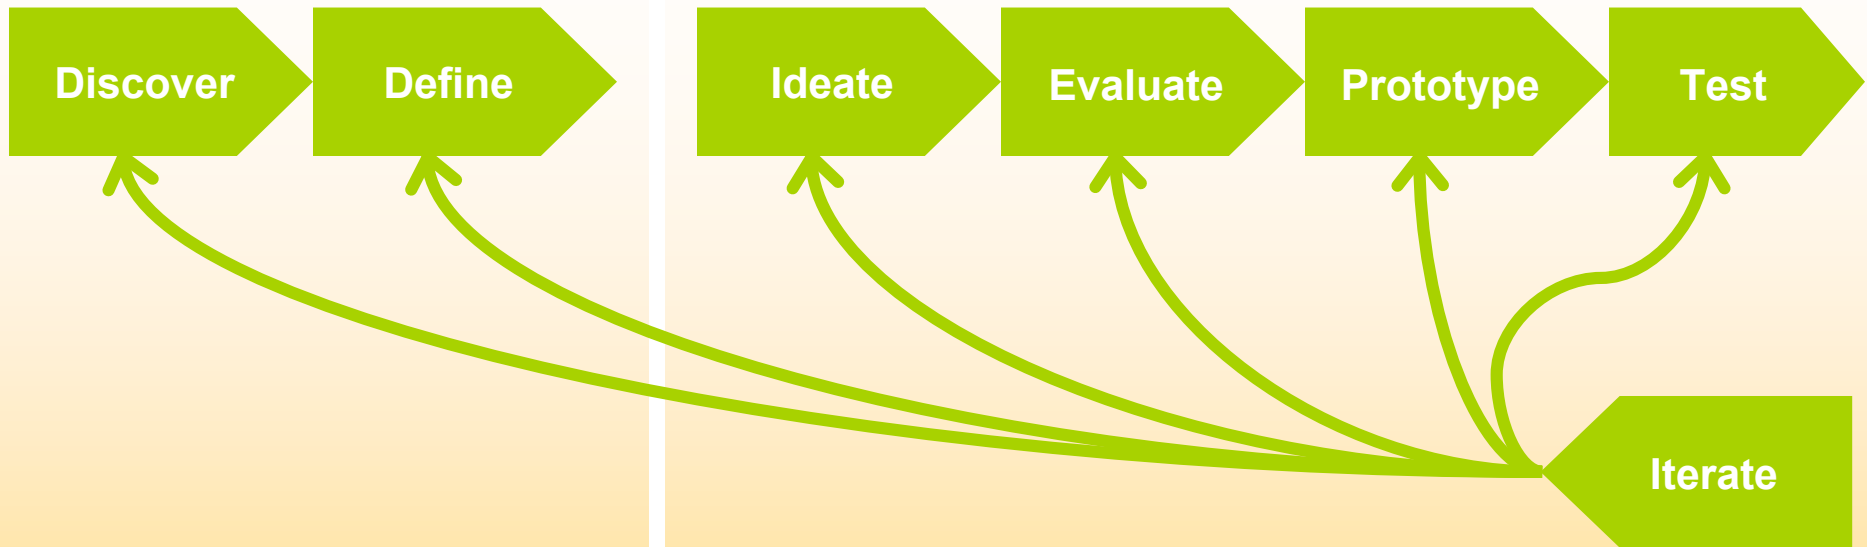 Discover
Define
Ideate
Evaluate
Prototype
Test
Iterate